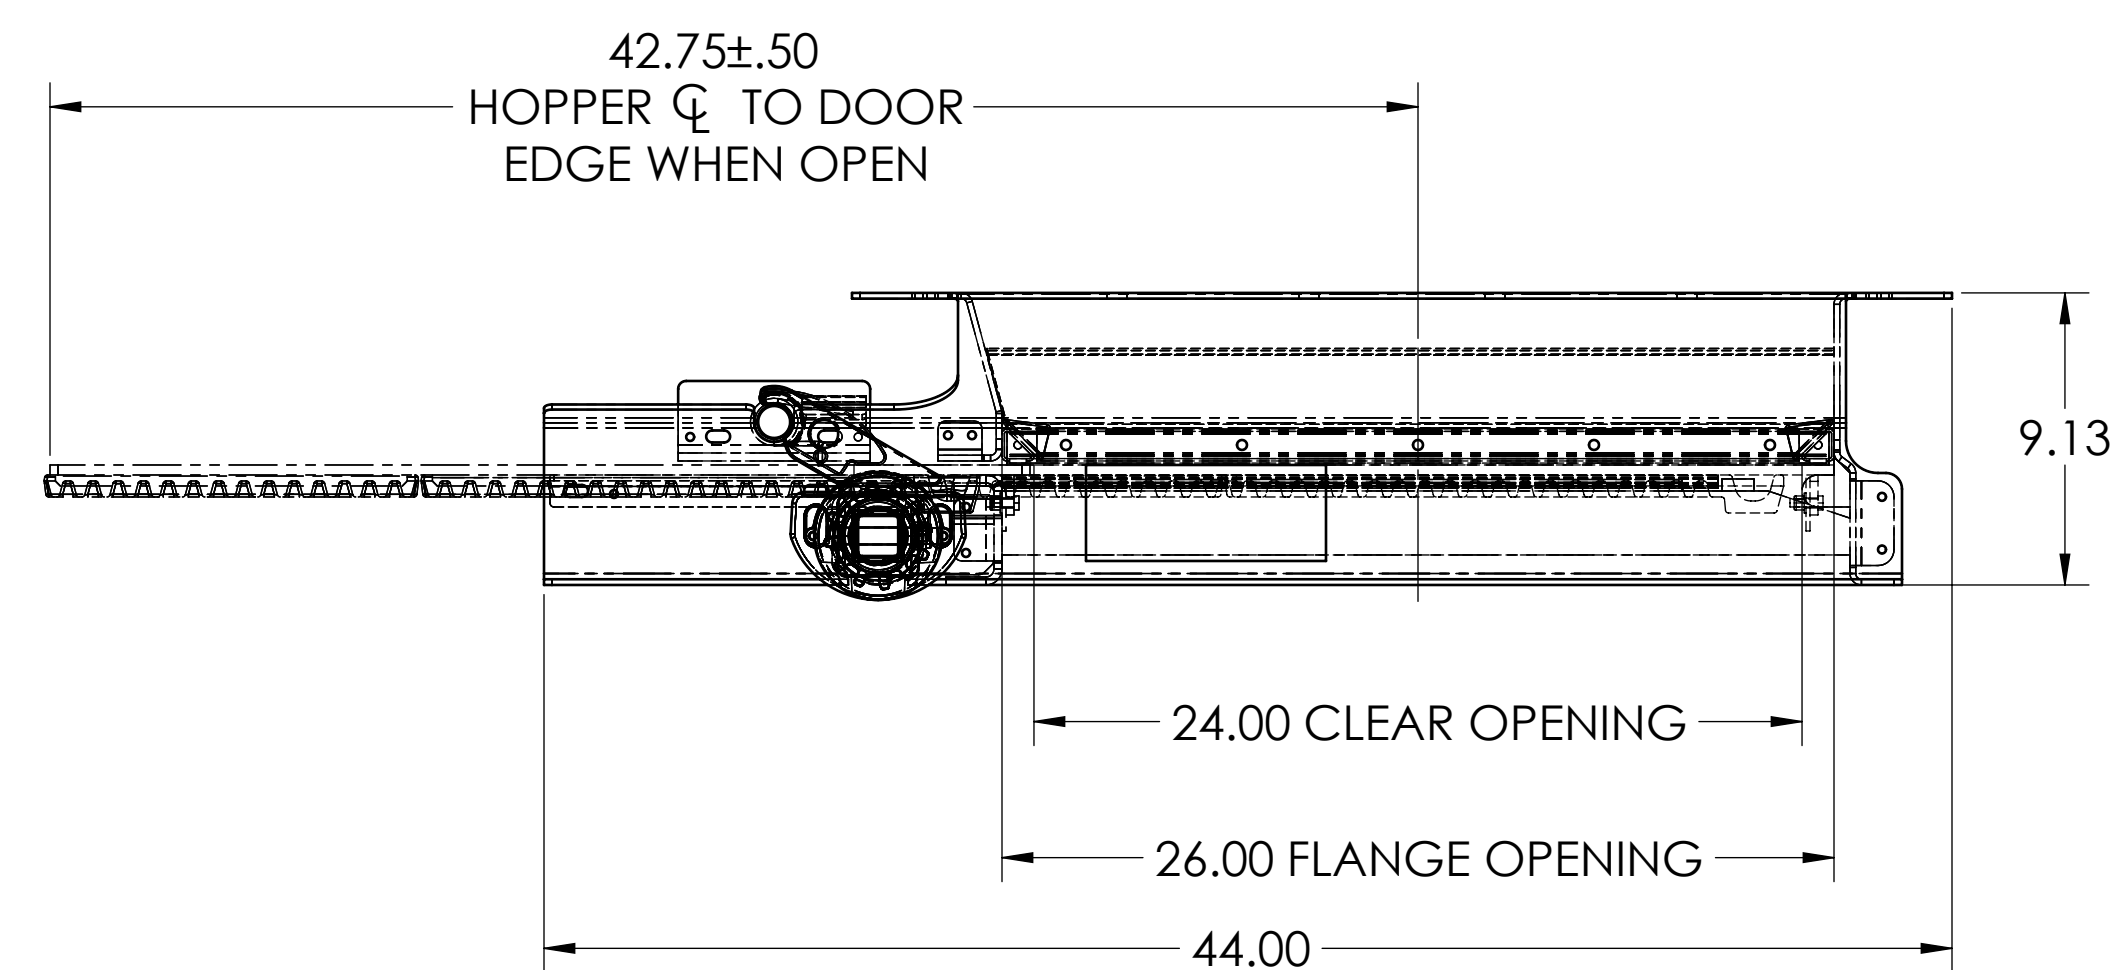 42.75±.50
HOPPER ℄ TO DOOR
EDGE WHEN OPEN
9.13
24.00 CLEAR OPENING
26.00 FLANGE OPENING
44.00